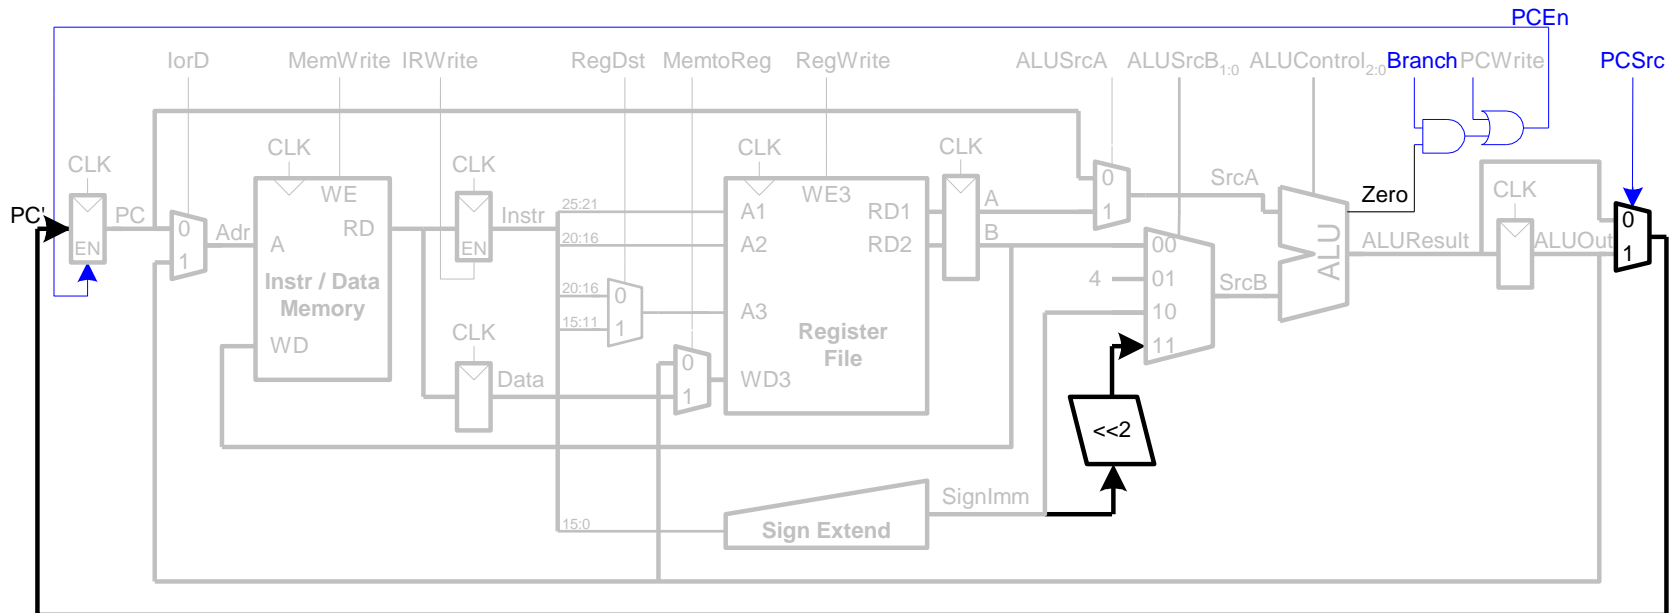 PCEn
IorD MemWrite IRWrite RegDst MemtoReg RegWrite ALUSrcA ALUSrcB1:0 ALUControl2:0 Branch PCWrite PCSrc
CLK CLK CLK CLK CLK
PC' EN PC
0
1
Adr
WE
A RD
Instr / Data
Memory
WD
EN
Instr
CLK
Data
25:21
20:16
20:16
15:11
15:0
0
1
0
1
WE3
A1 RD1
A2 RD2
A3
Register
File
WD3
A
B
0
1
SrcA
00
4 01
10
11
SrcB
<<2
SignImm
Sign Extend
ALU
Zero
ALUResult
CLK
ALUOut
0
1